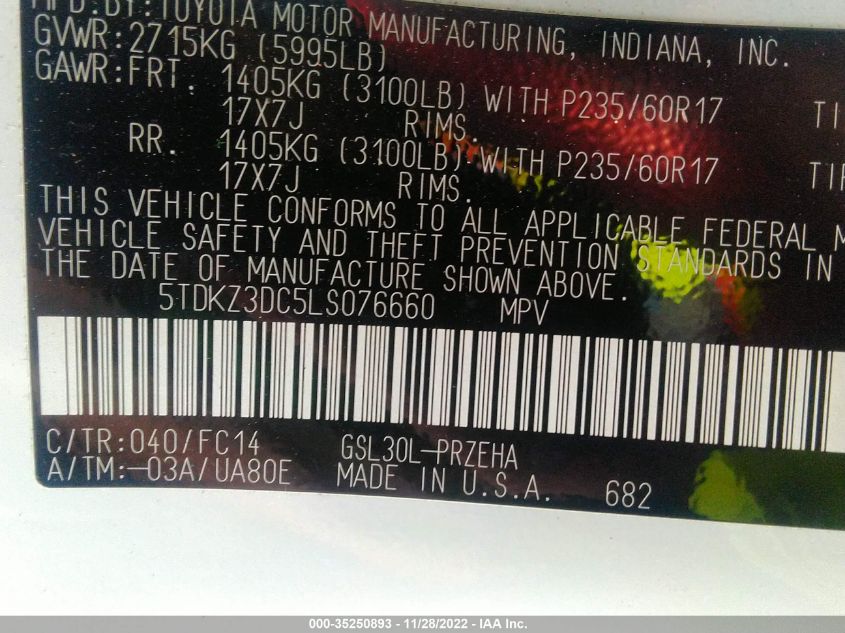 MFD.BY:TOYOTA MOTOR MANUFACTURING, INDIANA, INC.
GVWR:2715KG (5995LB)
GAWR:FRT. 1405KG (3100LB) WITH P235/60R17 TI
17X7J RIMS.
RR. 1405KG (3100LB) WITH P235/60R17 TI
17X7J RIMS.
THIS VEHICLE CONFORMS TO ALL APPLICABLE FEDERAL M
VEHICLE SAFETY AND THEFT PREVENTION STANDARDS IN
THE DATE OF MANUFACTURE SHOWN ABOVE.
5TDKZ3DC5LS076660 MPV
C/TR:040/FC14 GSL30L-PRZEHA
A/TM:-03A/UA80E MADE IN U.S.A. 682
000-35250893 - 11/28/2022 - IAA Inc.